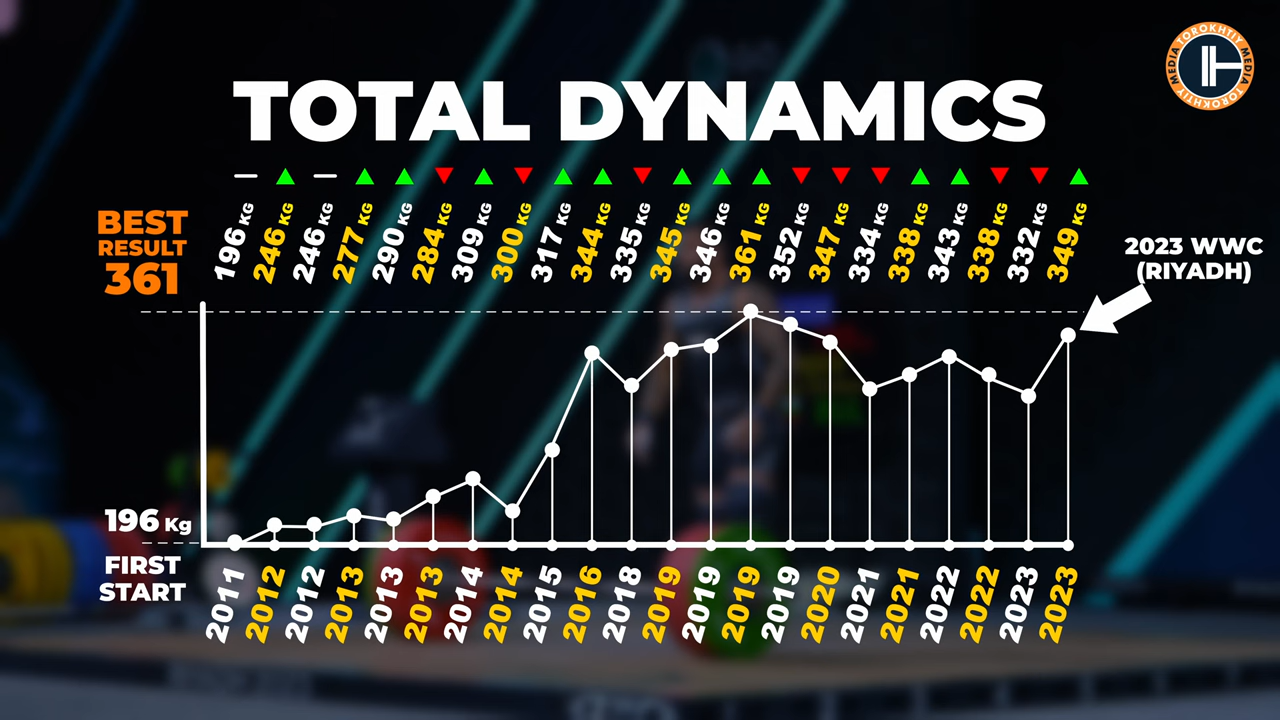 TOROKHTIY MEDIA TOROKHTIY MEDIA
TOTAL DYNAMICS
BEST
RESULT
361
196 KG 246 KG 246 KG 277 KG 290 KG 284 KG 309 KG 300 KG 317 KG 344 KG 335 KG 345 KG 346 KG 361 KG 352 KG 347 KG 334 KG 338 KG 343 KG 338 KG 332 KG 349 KG
2023 WWC
(RIYADH)
196 Kg
FIRST
START
2011 2012 2012 2013 2013 2013 2014 2014 2015 2016 2018 2019 2019 2019 2019 2020 2021 2021 2022 2022 2023 2023